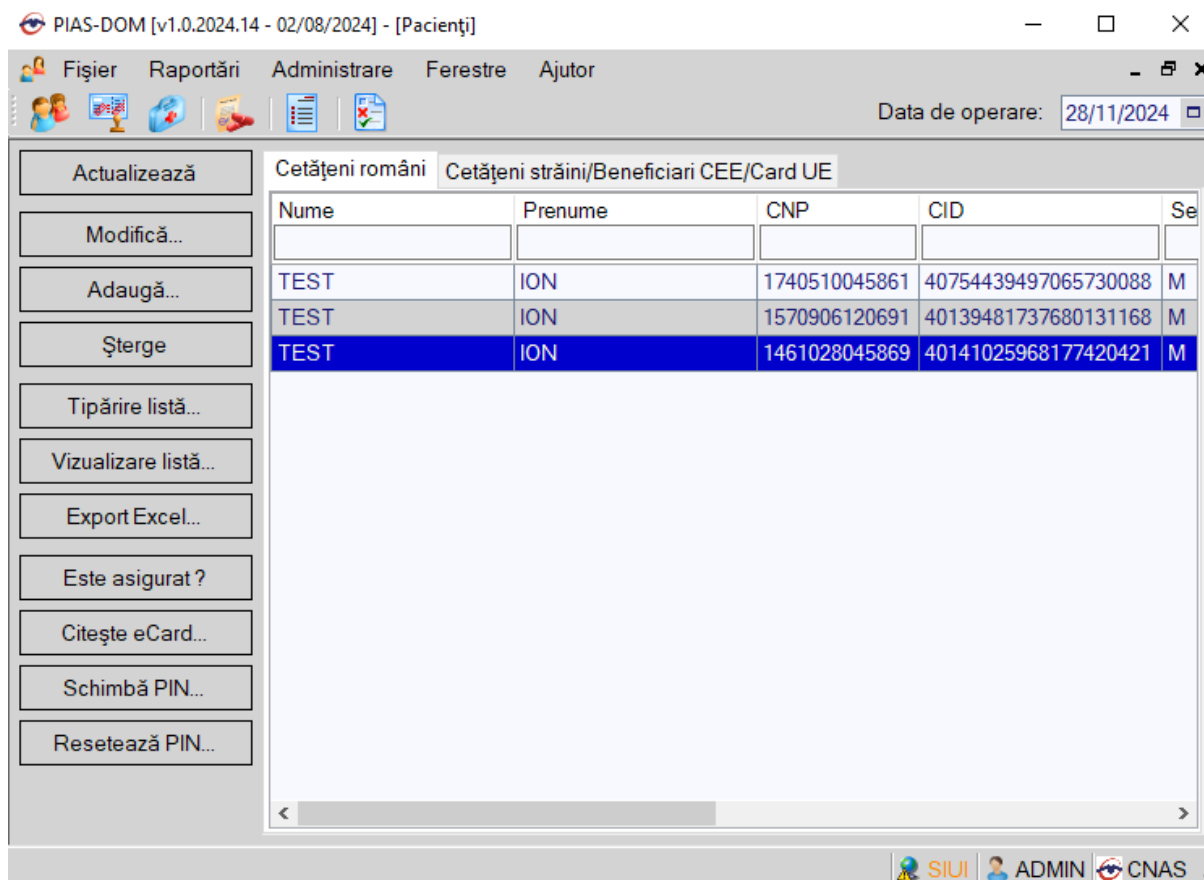 PIAS-DOM [v1.0.2024.14 - 02/08/2024] - [Pacienţi]
Fişier Raportări Administrare Ferestre Ajutor
Data de operare: 28/11/2024
Actualizează
Modifică...
Adaugă...
Şterge
Tipărire listă...
Vizualizare listă...
Export Excel...
Este asigurat ?
Citeşte eCard...
Schimbă PIN...
Resetează PIN...
Cetăţeni români Cetăţeni străini/Beneficiari CEE/Card UE
Nume Prenume CNP CID Se
TEST ION 1740510045861 40754439497065730088 M
TEST ION 1570906120691 40139481737680131168 M
TEST ION 1461028045869 40141025968177420421 M
SIUI ADMIN CNAS